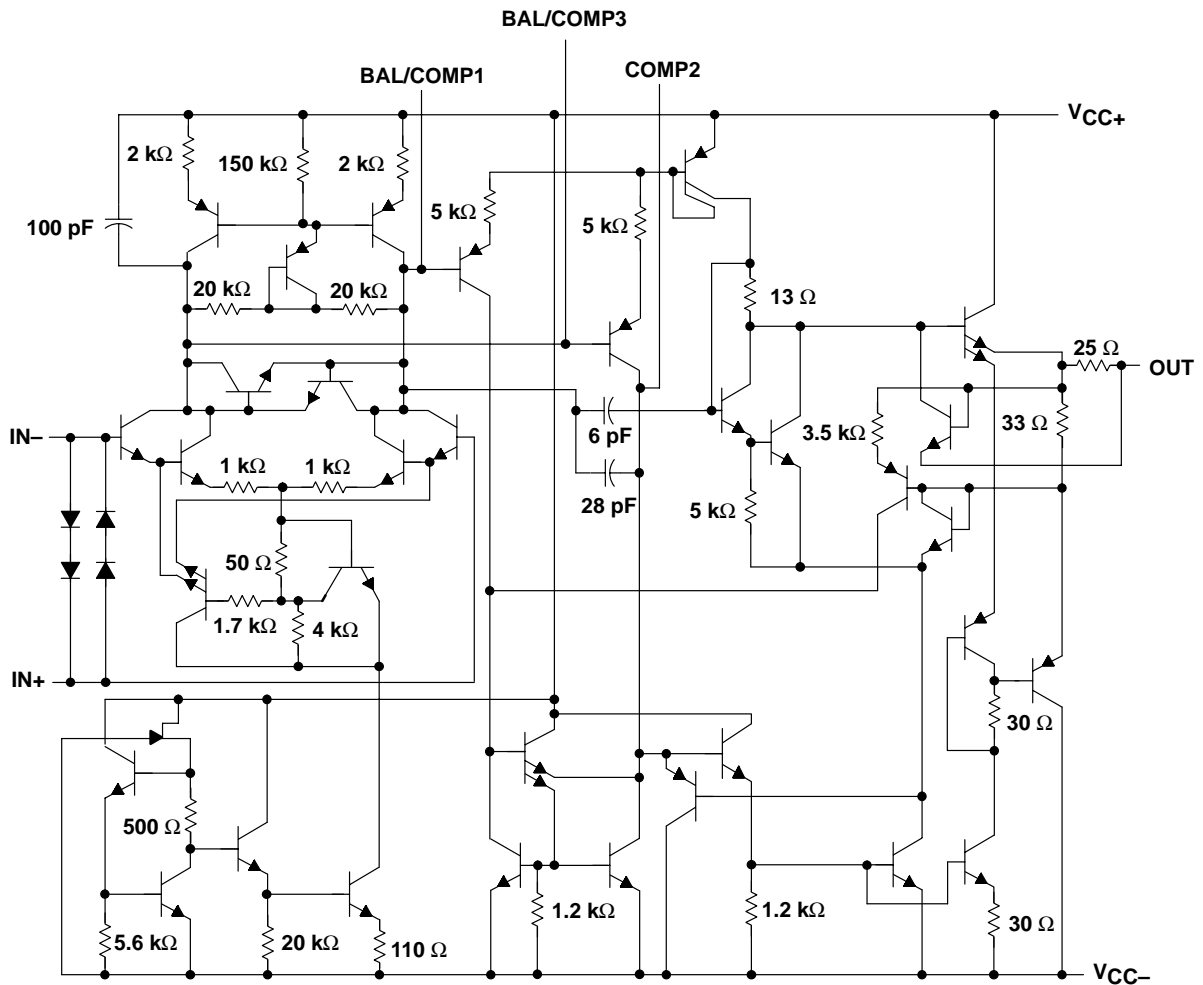 BAL/COMP3
COMP2
BAL/COMP1
VCC+
2 kΩ
150 kΩ
2 kΩ
5 kΩ
5 kΩ
100 pF
20 kΩ
20 kΩ
13 Ω
25 Ω
OUT
IN–
6 pF
3.5 kΩ
33 Ω
1 kΩ
1 kΩ
28 pF
5 kΩ
50 Ω
1.7 kΩ
4 kΩ
IN+
30 Ω
500 Ω
5.6 kΩ
20 kΩ
110 Ω
1.2 kΩ
1.2 kΩ
30 Ω
VCC–